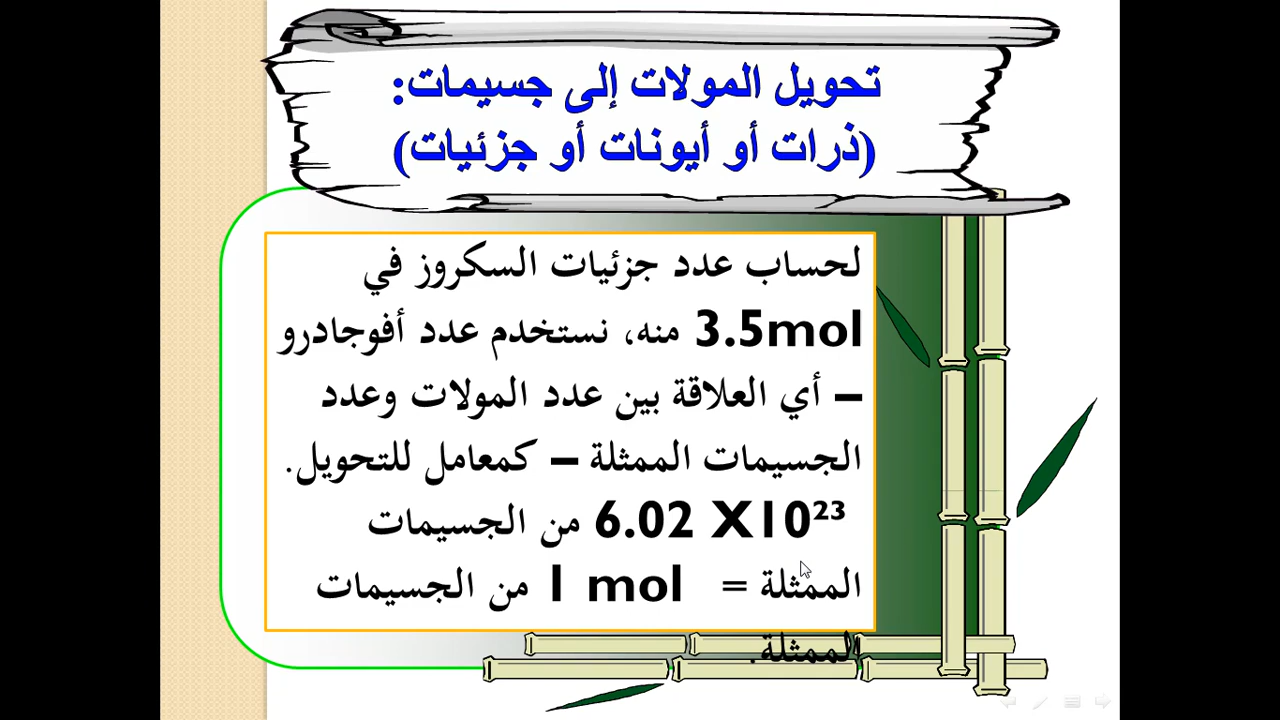 تحويل المولات إلى جسيمات:
(ذرات أو أيونات أو جزئيات)
لحساب عدد جزئيات السكروز في
3.5mol منه، نستخدم عدد أفوجادرو
– أي العلاقة بين عدد المولات وعدد
الجسيمات الممثلة – كمعامل للتحويل.
6.02 X10²³ من الجسيمات
الممثلة = 1 mol من الجسيمات
الممثلة.